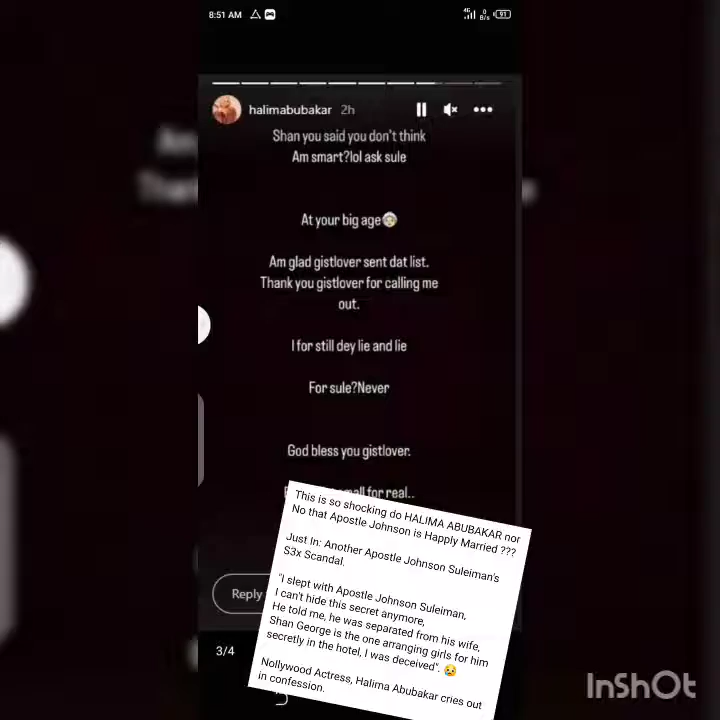 8:51 AM
4G
0
B/s
91
halimabubakar 2h
Shan you said you don't think
Am smart?lol ask sule
At your big age🤯
Am glad gistlover sent dat list.
Thank you gistlover for calling me
out.
I for still dey lie and lie
For sule?Never
God bless you gistlover.
for real..
Reply
3/4
This is so shocking do HALIMA ABUBAKAR nor
No that Apostle Johnson is Happly Married ???
Just In: Another Apostle Johnson Suleiman's
S3x Scandal.
"I slept with Apostle Johnson Suleiman,
I can't hide this secret anymore,
He told me, he was separated from his wife,
Shan George is the one arranging girls for him
secretly in the hotel, I was deceived". 😢
Nollywood Actress, Halima Abubakar cries out
in confession.
InShOt